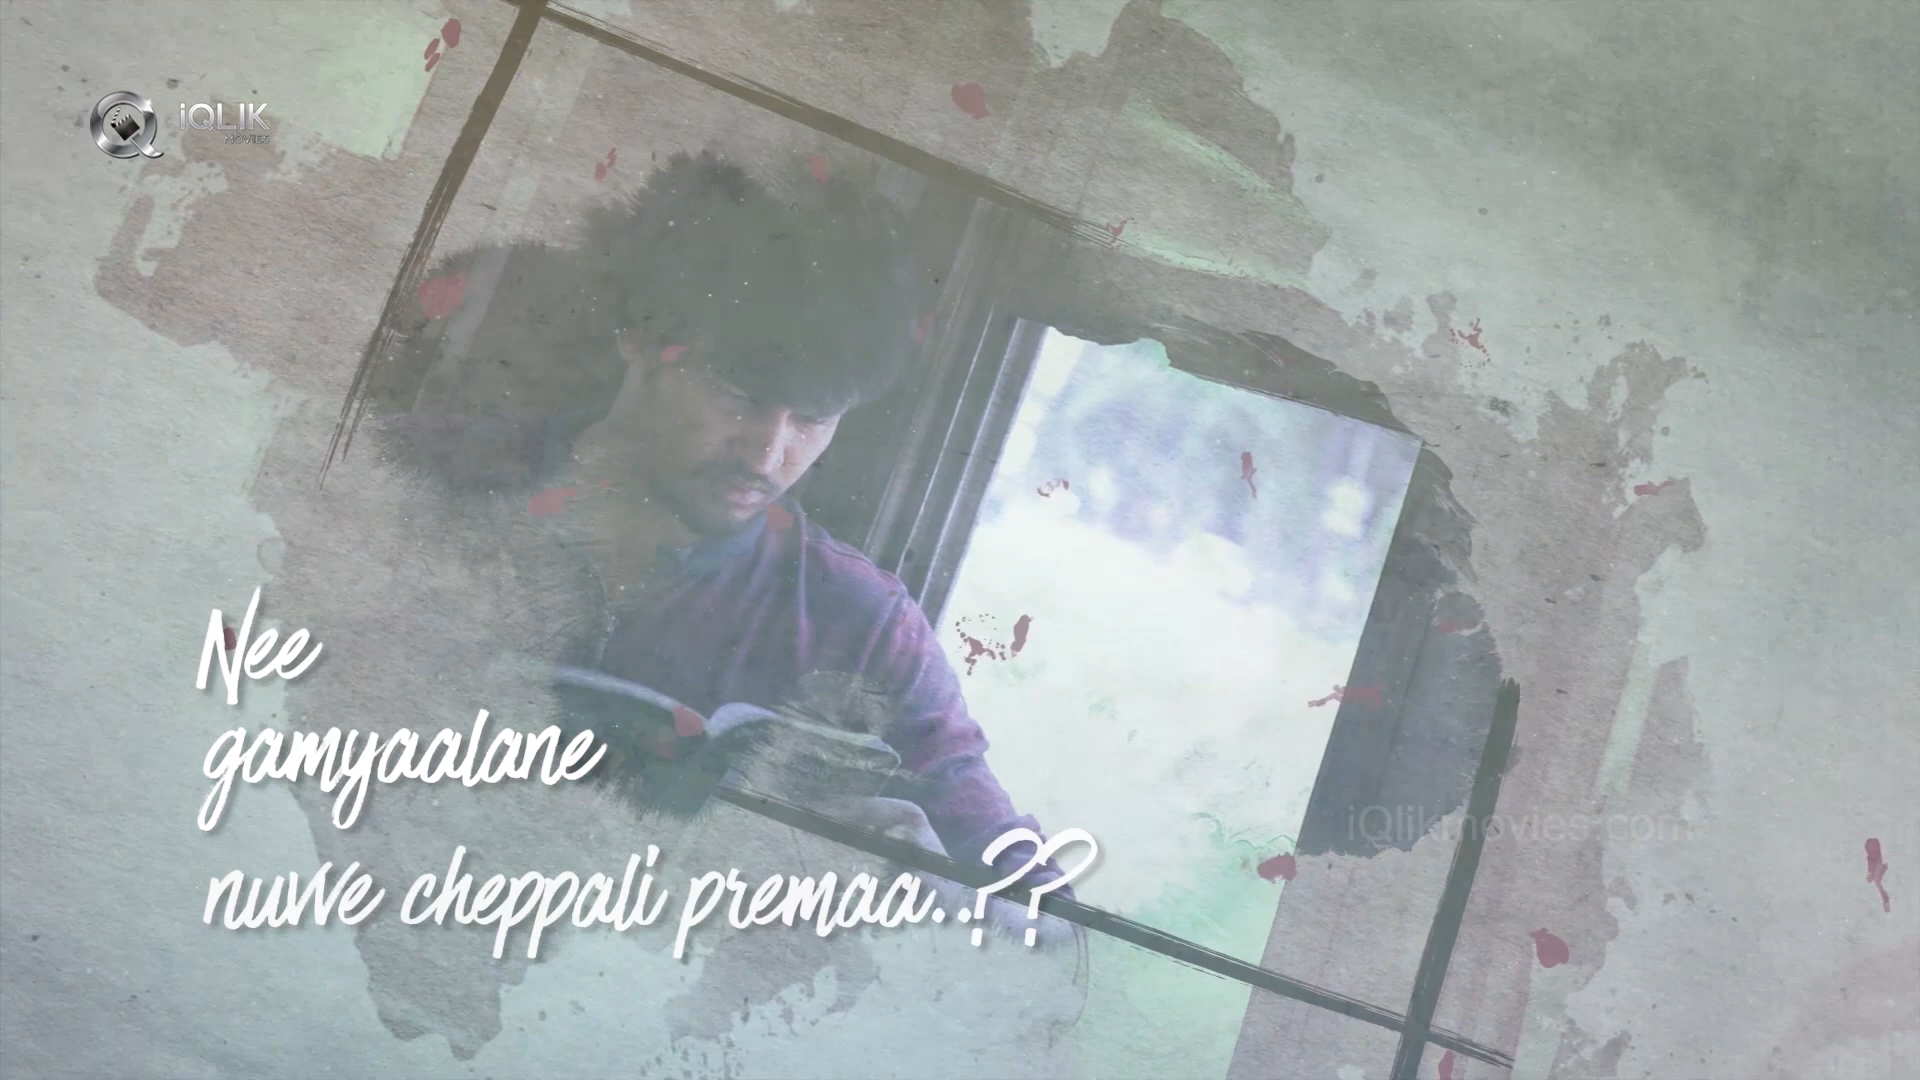 iQLIK
MOVIES
Nee
gamyaalane
nuvve cheppali premaa..??
iQlikmovies.com